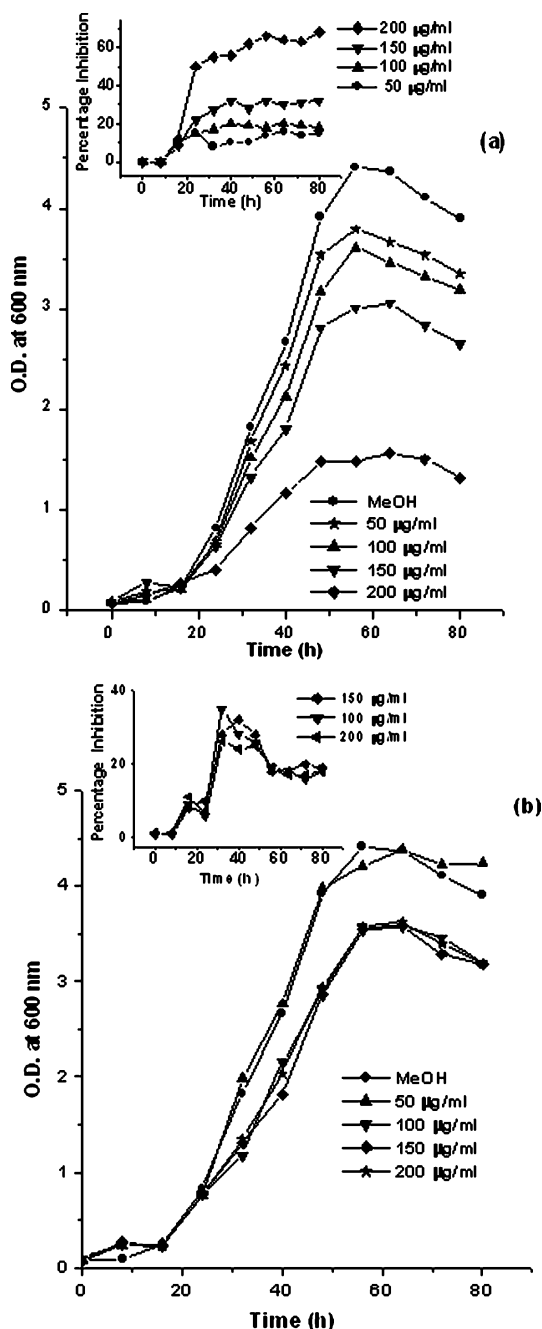 200 µg/ml
150 µg/ml
100 µg/ml
50 µg/ml
Percentage Inhibition
60
40
20
0
0 20 40 60 80 100
Time (h)
(a)
5
4
3
2
1
0
O.D. at 600 nm
MeOH
50 µg/ml
100 µg/ml
150 µg/ml
200 µg/ml
0 20 40 60 80
Time (h)
40
20
0
Percentage Inhibition
150 µg/ml
100 µg/ml
200 µg/ml
0 20 40 60 80 100
Time (h)
(b)
5
4
3
2
1
0
O.D. at 600 nm
MeOH
50 µg/ml
100 µg/ml
150 µg/ml
200 µg/ml
0 20 40 60 80
Time (h)